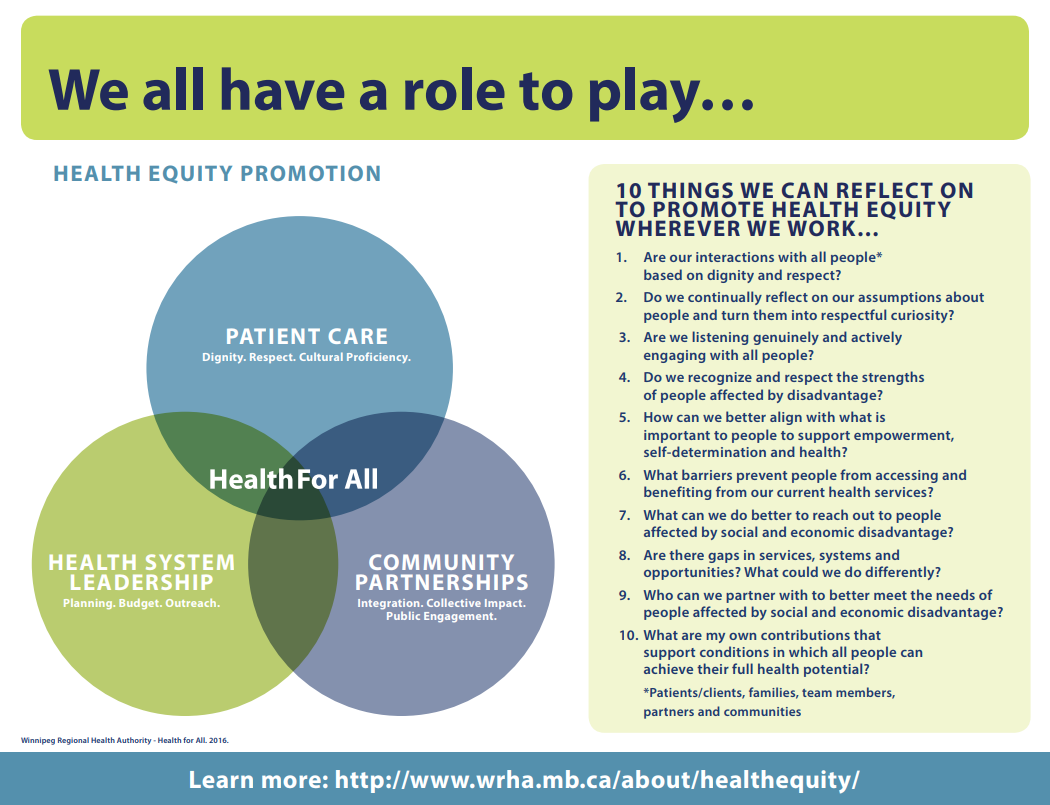 We all have a role to play…
HEALTH EQUITY PROMOTION
PATIENT CARE
Dignity. Respect. Cultural Proficiency.
Health For All
HEALTH SYSTEM
LEADERSHIP
Planning. Budget. Outreach.
COMMUNITY
PARTNERSHIPS
Integration. Collective Impact.
Public Engagement.
10 THINGS WE CAN REFLECT ON
TO PROMOTE HEALTH EQUITY
WHEREVER WE WORK…
1. Are our interactions with all people*
based on dignity and respect?
2. Do we continually reflect on our assumptions about
people and turn them into respectful curiosity?
3. Are we listening genuinely and actively
engaging with all people?
4. Do we recognize and respect the strengths
of people affected by disadvantage?
5. How can we better align with what is
important to people to support empowerment,
self-determination and health?
6. What barriers prevent people from accessing and
benefiting from our current health services?
7. What can we do better to reach out to people
affected by social and economic disadvantage?
8. Are there gaps in services, systems and
opportunities? What could we do differently?
9. Who can we partner with to better meet the needs of
people affected by social and economic disadvantage?
10. What are my own contributions that
support conditions in which all people can
achieve their full health potential?
*Patients/clients, families, team members,
partners and communities
Winnipeg Regional Health Authority - Health for All. 2016.
Learn more: http://www.wrha.mb.ca/about/healthequity/